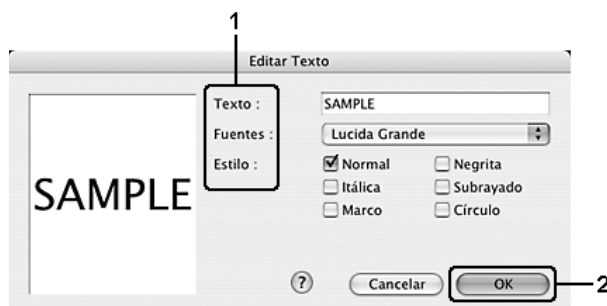 1
Editar Texto
Texto :
SAMPLE
Fuentes :
Lucida Grande
Estilo :
Normal
Negrita
Itálica
Subrayado
Marco
Círculo
SAMPLE
?
Cancelar
OK
2